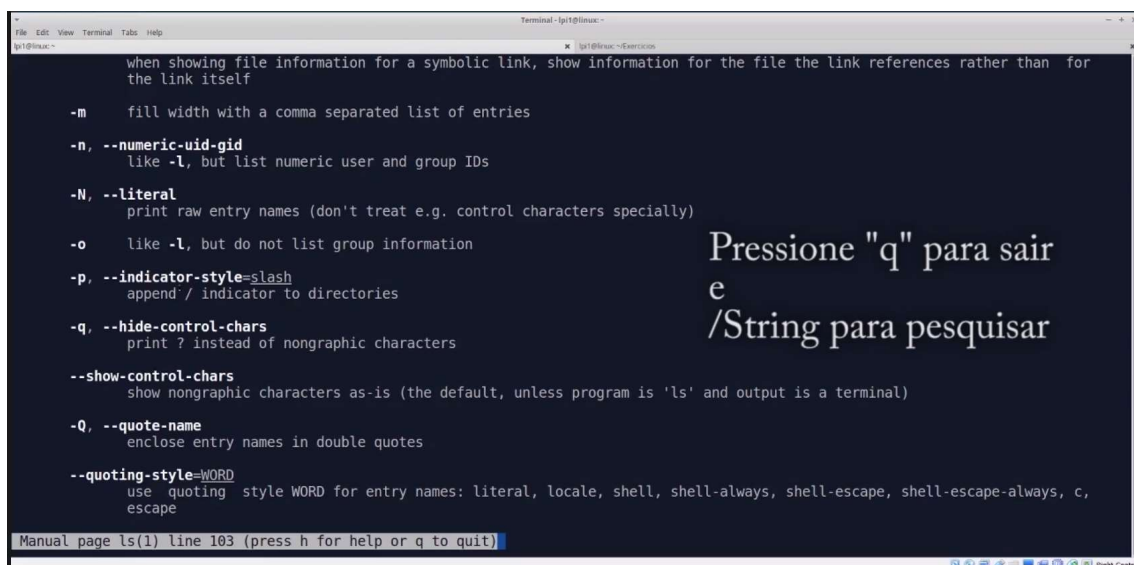 Terminal - lpi1@linux: ~
File Edit View Terminal Tabs Help
lpi1@linux: ~
lpi1@linux: ~/Exercicios
when showing file information for a symbolic link, show information for the file the link references rather than for
the link itself
-m fill width with a comma separated list of entries
-n, --numeric-uid-gid
like -l, but list numeric user and group IDs
-N, --literal
print raw entry names (don't treat e.g. control characters specially)
-o like -l, but do not list group information
-p, --indicator-style=slash
append / indicator to directories
-q, --hide-control-chars
print ? instead of nongraphic characters
--show-control-chars
show nongraphic characters as-is (the default, unless program is 'ls' and output is a terminal)
-Q, --quote-name
enclose entry names in double quotes
--quoting-style=WORD
use quoting style WORD for entry names: literal, locale, shell, shell-always, shell-escape, shell-escape-always, c,
escape
Manual page ls(1) line 103 (press h for help or q to quit)
Pressione "q" para sair
e
/String para pesquisar